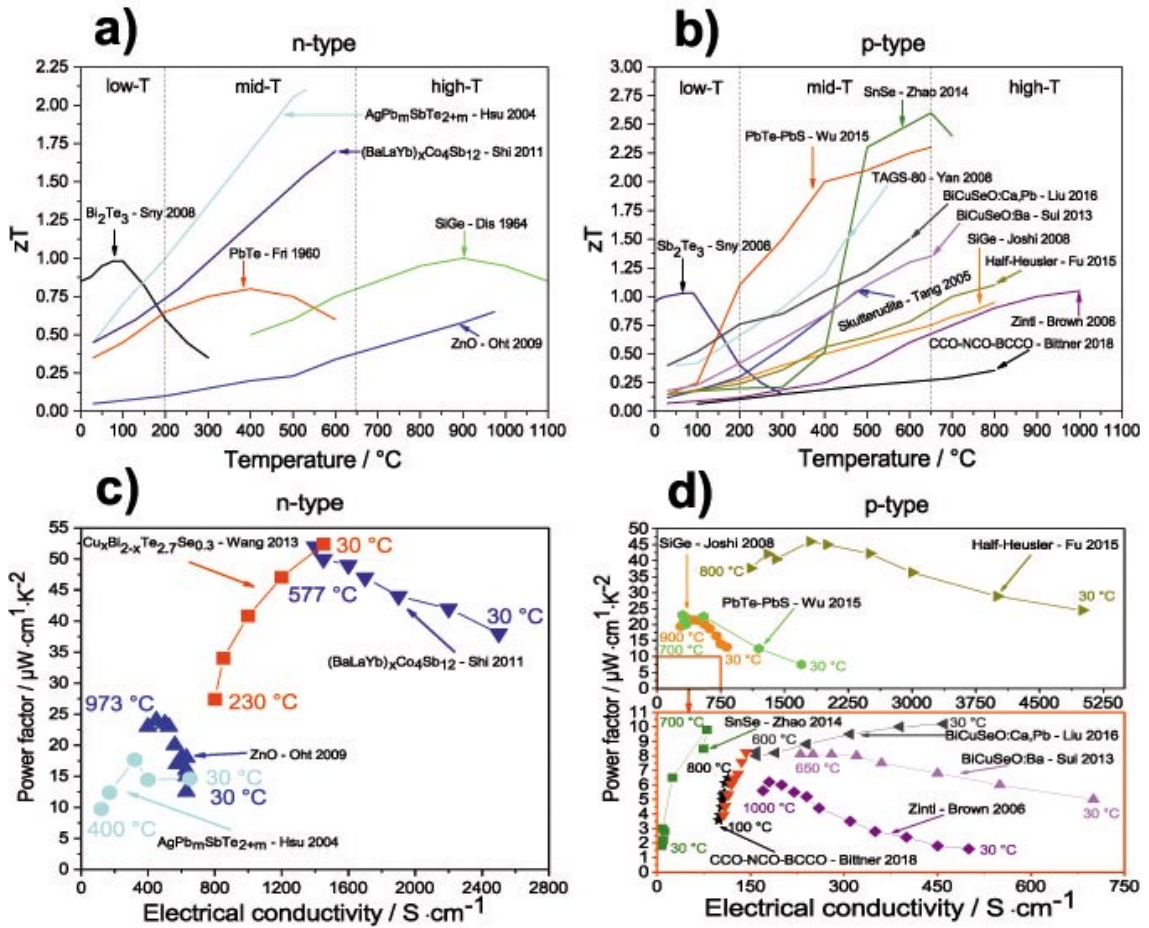 a)
n-type
zT
2.25
2.00
1.75
1.50
1.25
1.00
0.75
0.50
0.25
0.00
low-T
mid-T
high-T
AgPbₘSbTe₂₊ₘ - Hsu 2004
(BaLaYb)ₓCo₄Sb₁₂ - Shi 2011
Bi₂Te₃ - Sny 2008
SiGe - Dis 1964
PbTe - Fri 1960
ZnO - Oht 2009
0 100 200 300 400 500 600 700 800 900 1000 1100
Temperature / °C
b)
p-type
zT
3.00
2.75
2.50
2.25
2.00
1.75
1.50
1.25
1.00
0.75
0.50
0.25
0.00
low-T
mid-T
high-T
SnSe - Zhao 2014
PbTe-PbS - Wu 2015
TAGS-80 - Yan 2008
BiCuSeO:Ca,Pb - Liu 2016
BiCuSeO:Ba - Sui 2013
Sb₂Te₃ - Sny 2008
SiGe - Joshi 2008
Half-Heusler - Fu 2015
Skutterudite - Tang 2005
Zintl - Brown 2006
CCO-NCO-BCCO - Bittner 2018
0 100 200 300 400 500 600 700 800 900 1000 1100
Temperature / °C
c)
n-type
Power factor / µW·cm⁻¹·K⁻²
55
50
45
40
35
30
25
20
15
10
5
0
CuₓBi₂₋ₓTe₂.₇Se₀.₃ - Wang 2013
30 °C
577 °C
30 °C
(BaLaYb)ₓCo₄Sb₁₂ - Shi 2011
230 °C
973 °C
ZnO - Oht 2009
30 °C
30 °C
400 °C
AgPbₘSbTe₂₊ₘ - Hsu 2004
0 400 800 1200 1600 2000 2400 2800
Electrical conductivity / S·cm⁻¹
d)
p-type
Power factor / µW·cm⁻¹·K⁻²
50
45
40
35
30
25
20
15
10
5
0
SiGe - Joshi 2008
Half-Heusler - Fu 2015
800 °C
PbTe-PbS - Wu 2015
30 °C
900 °C
700 °C
30 °C
30 °C
0 750 1500 2250 3000 3750 4500 5250
11
10
9
8
7
6
5
4
3
2
1
0
700 °C
SnSe - Zhao 2014
30 °C
600 °C
BiCuSeO:Ca,Pb - Liu 2016
800 °C
650 °C
BiCuSeO:Ba - Sui 2013
1000 °C
Zintl - Brown 2006
30 °C
100 °C
30 °C
30 °C
CCO-NCO-BCCO - Bittner 2018
0 150 300 450 600 750
Electrical conductivity / S·cm⁻¹